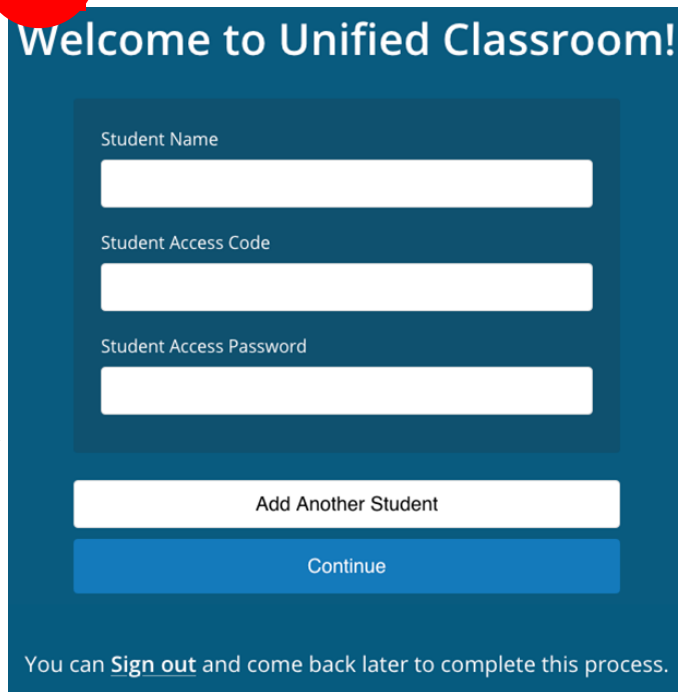 Welcome to Unified Classroom!
Student Name
Student Access Code
Student Access Password
Add Another Student
Continue
You can Sign out and come back later to complete this process.